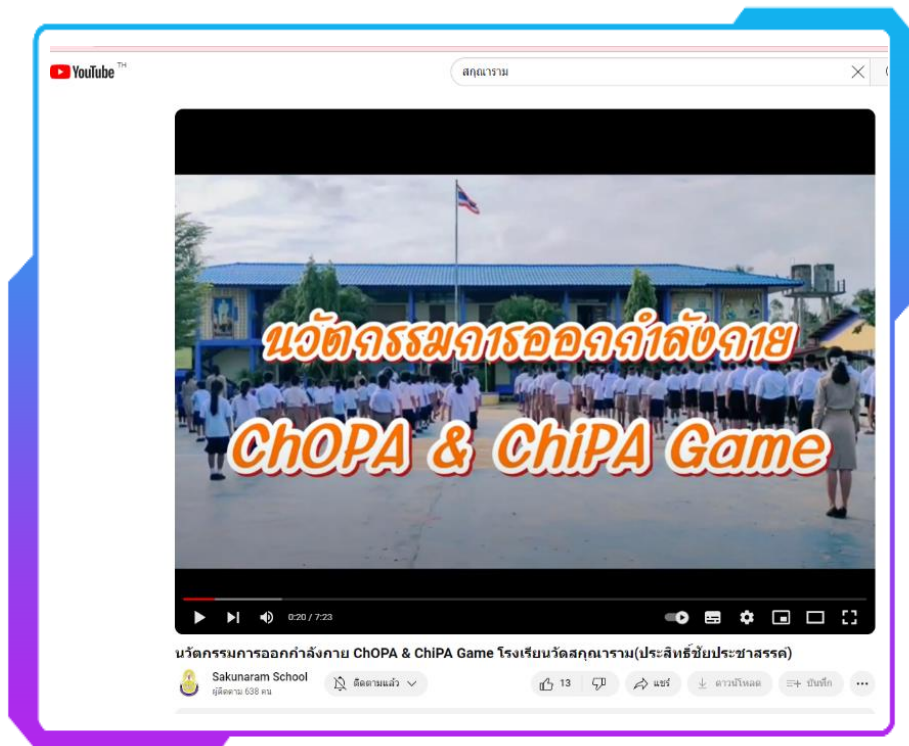 YouTube TH
สกุณาราม
นวัตกรรมการออกกำลังกาย
ChOPA & ChiPA Game
0:20 / 7:23
นวัตกรรมการออกกำลังกาย ChOPA & ChiPA Game โรงเรียนวัดสกุณาราม(ประสิทธิ์ชัยประชาสรรค์)
Sakunaram School
ผู้ติดตาม 638 คน
ติดตามแล้ว
13
แชร์
ดาวน์โหลด
บันทึก